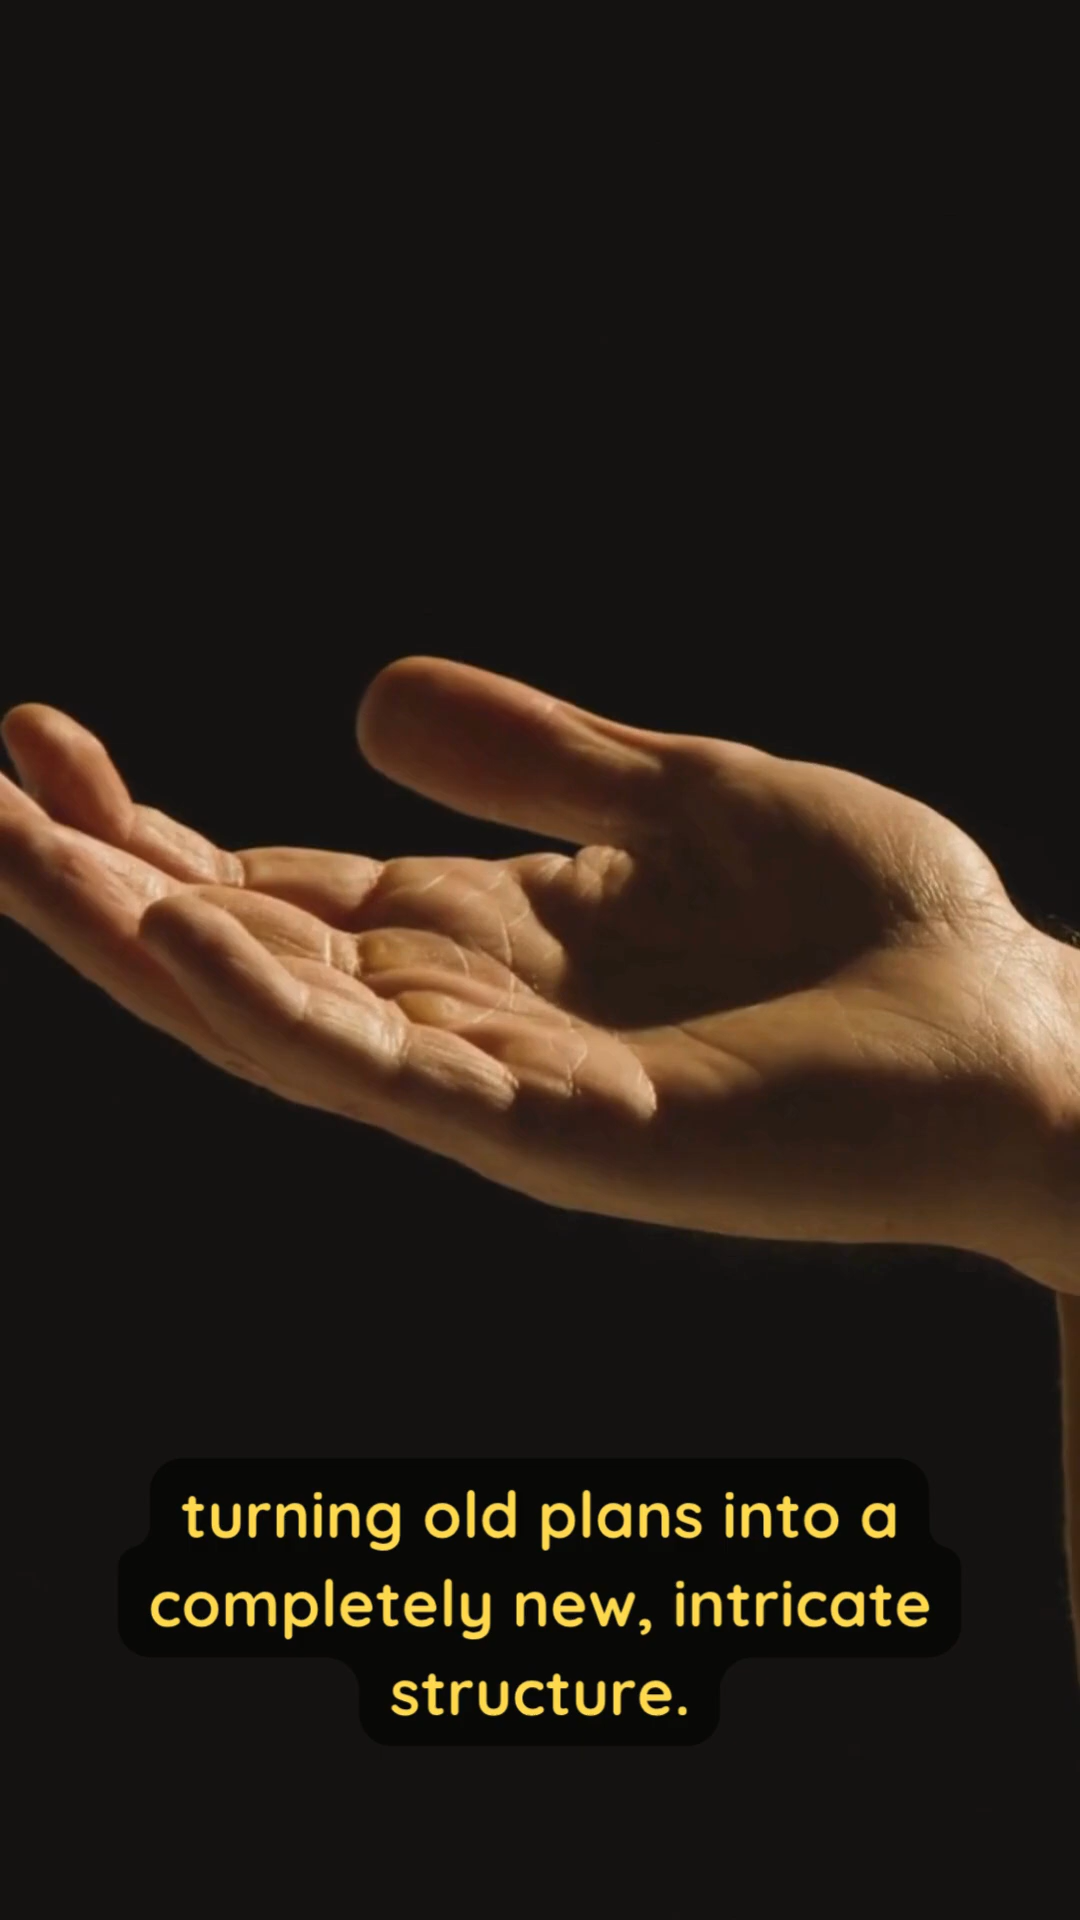 turning old plans into a
completely new, intricate
structure.